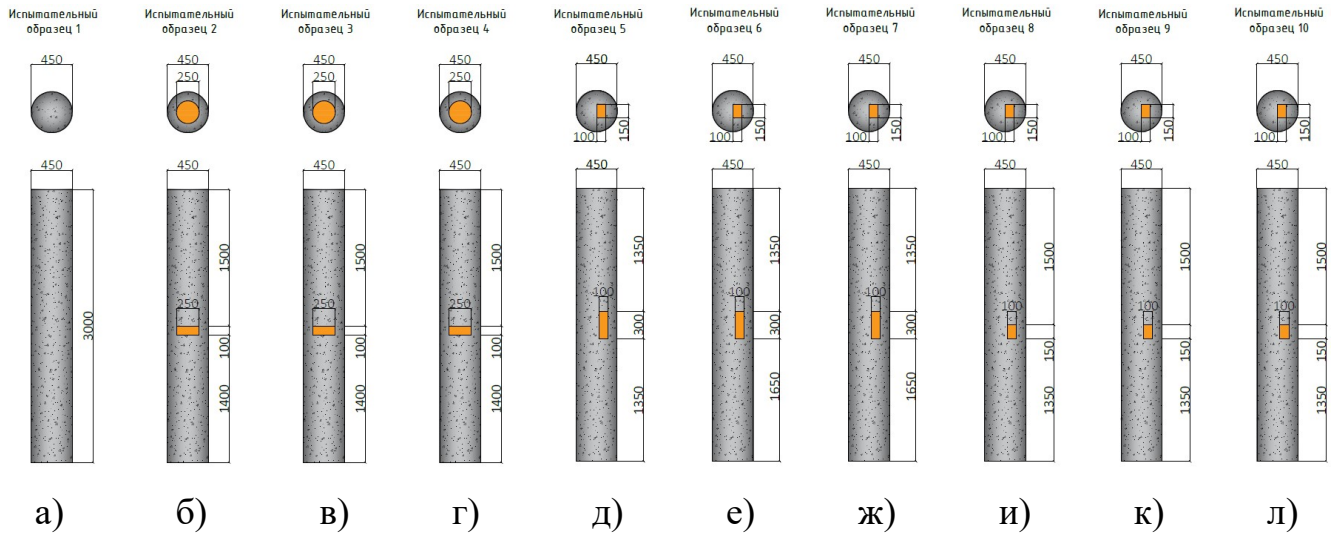 Испытательный образец 1
Испытательный образец 2
Испытательный образец 3
Испытательный образец 4
Испытательный образец 5
Испытательный образец 6
Испытательный образец 7
Испытательный образец 8
Испытательный образец 9
Испытательный образец 10
450 450 450 450 450 450 450 450 450 450
250 250 250
150 150 150 150 150 150
100 100 100 100 100 100
450 450 450 450 450 450 450 450 450 450
3000
1500 250 100 1400
1500 250 100 1400
1500 250 100 1400
1350 100 300 1350
1350 100 300 1650
1350 100 300 1650
1500 100 150 1350
1500 100 150 1350
1500 100 150 1350
а) б) в) г) д) е) ж) и) к) л)